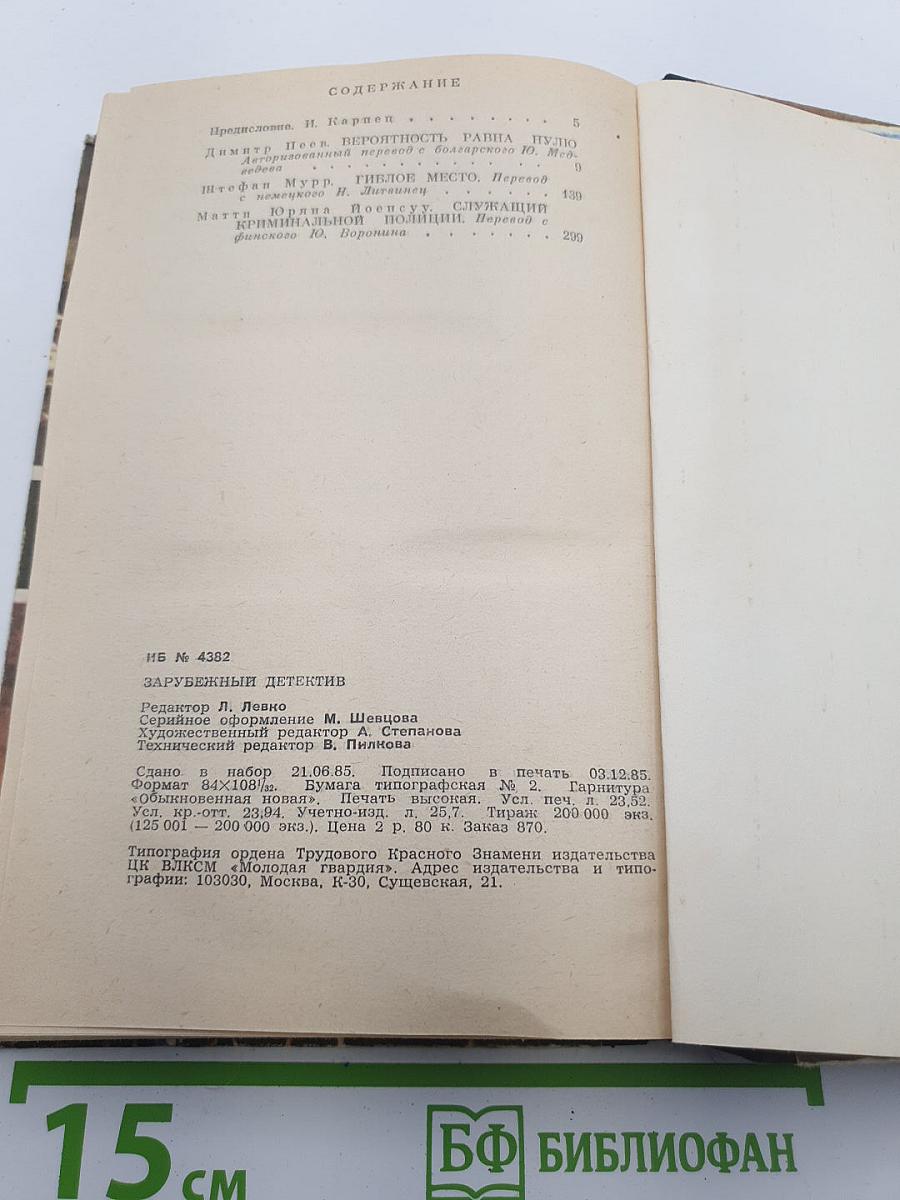 СОДЕРЖАНИЕ
Предисловие. И. Карпец . . . . . . . . 5
Димитр Пеев. ВЕРОЯТНОСТЬ РАВНА НУЛЮ
Авторизованный перевод с болгарского Ю. Мед-
ведева . . . . . . . . . . . . . 9
Штефан Мурр. ГИБЛОЕ МЕСТО. Перевод
с немецкого Н. Литвинец . . . . . . 139
Матти Юряна Йоенсуу. СЛУЖАЩИЙ
КРИМИНАЛЬНОЙ ПОЛИЦИИ. Перевод с
финского Ю. Воронина . . . . . . . 299
ИБ № 4382
ЗАРУБЕЖНЫЙ ДЕТЕКТИВ
Редактор Л. Левко
Серийное оформление М. Шевцова
Художественный редактор А. Степанова
Технический редактор В. Пилкова
Сдано в набор 21.06.85. Подписано в печать 03.12.85.
Формат 84×108¹/₃₂. Бумага типографская № 2. Гарнитура
«Обыкновенная новая». Печать высокая. Усл. печ. л. 23,52.
Усл. кр.-отт. 23,94. Учетно-изд. л. 25,7. Тираж 200 000 экз.
(125 001 — 200 000 экз.). Цена 2 р. 80 к. Заказ 870.
Типография ордена Трудового Красного Знамени издательства
ЦК ВЛКСМ «Молодая гвардия». Адрес издательства и типо-
графии: 103030, Москва, К-30, Сущевская, 21.
15 см
БФ БИБЛИОФАН